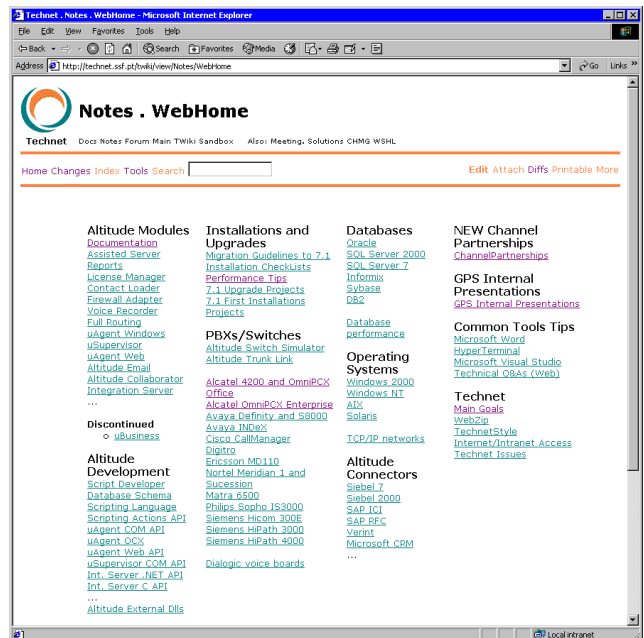 Technet . Notes . WebHome - Microsoft Internet Explorer
File Edit View Favorites Tools Help
Back Search Favorites Media
Address http://technet.ssf.pt/twiki/view/Notes/WebHome Go Links »
Notes . WebHome
Technet Docs Notes Forum Main TWiki Sandbox Also: Meeting, Solutions CHMG WSHL
Home Changes Index Tools Search Edit Attach Diffs Printable More
Altitude Modules
Documentation
Assisted Server
Reports
License Manager
Contact Loader
Firewall Adapter
Voice Recorder
Full Routing
uAgent Windows
uSupervisor
uAgent Web
Altitude Email
Altitude Collaborator
Integration Server
...
Discontinued
uBusiness
Altitude
Development
Script Developer
Database Schema
Scripting Language
Scripting Actions API
uAgent COM API
uAgent OCX
uAgent Web API
uSupervisor COM API
Int. Server .NET API
Int. Server C API
...
Altitude External Dlls
Installations and
Upgrades
Migration Guidelines to 7.1
Installation CheckLists
Performance Tips
7.1 Upgrade Projects
7.1 First Installations
Projects
PBXs/Switches
Altitude Switch Simulator
Altitude Trunk Link
Alcatel 4200 and OmniPCX
Office
Alcatel OmniPCX Enterprise
Avaya Definity and S8000
Avaya INDeX
Cisco CallManager
Digitro
Ericsson MD110
Nortel Meridian 1 and
Sucession
Matra 6500
Philips Sopho IS3000
Siemens Hicom 300E
Siemens HiPath 3000
Siemens HiPath 4000
Dialogic voice boards
Databases
Oracle
SQL Server 2000
SQL Server 7
Informix
Sybase
DB2
Database
performance
Operating
Systems
Windows 2000
Windows NT
AIX
Solaris
TCP/IP networks
Altitude
Connectors
Siebel 7
Siebel 2000
SAP ICI
SAP RFC
Verint
Microsoft CRM
...
NEW Channel
Partnerships
ChannelPartnerships
GPS Internal
Presentations
GPS Internal Presentations
Common Tools Tips
Microsoft Word
HyperTerminal
Microsoft Visual Studio
Technical Q&As (Web)
Technet
Main Goals
WebZip
TechnetStyle
Internet/Intranet Access
Technet Issues
Local intranet